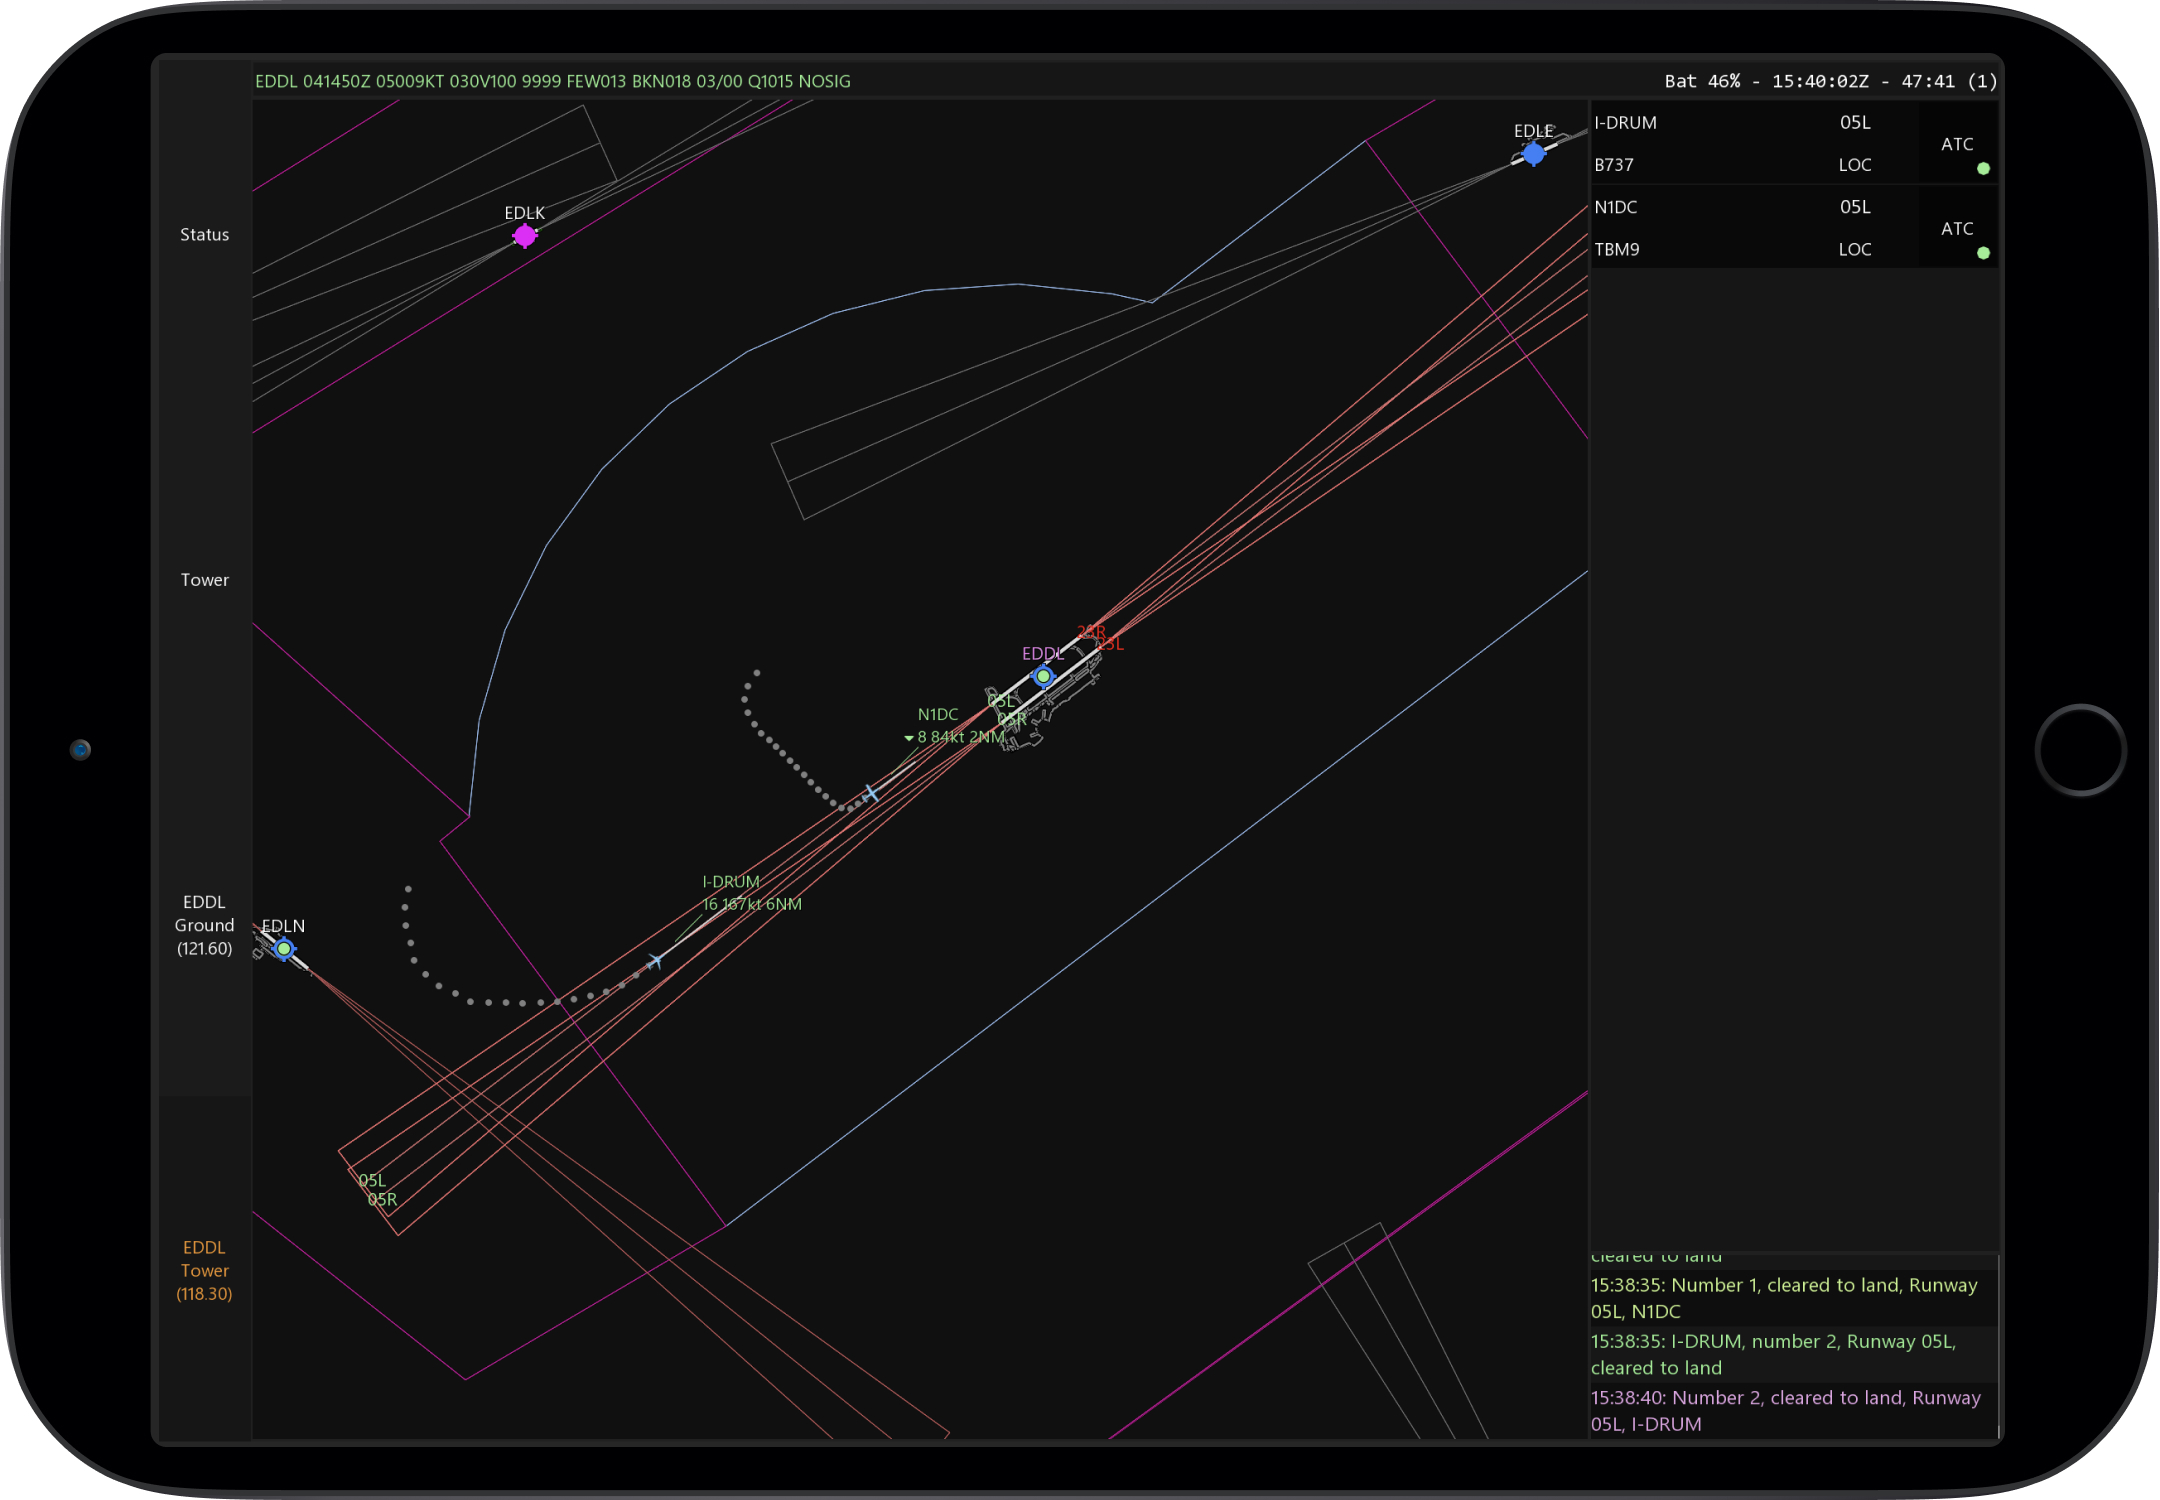 EDDL 041450Z 05009KT 030V100 9999 FEW013 BKN018 03/00 Q1015 NOSIG
Bat 46% - 15:40:02Z - 47:41 (1)
Status
Tower
EDDL
Ground
(121.60)
EDDL
Tower
(118.30)
EDLE
EDLK
23R
23L
EDDL
05L
05R
N1DC
8 84kt 2NM
I-DRUM
16 167kt 6NM
EDLN
05L
05R
I-DRUM 05L
ATC
B737 LOC
N1DC 05L
ATC
TBM9 LOC
cleared to land
15:38:35: Number 1, cleared to land, Runway
05L, N1DC
15:38:35: I-DRUM, number 2, Runway 05L,
cleared to land
15:38:40: Number 2, cleared to land, Runway
05L, I-DRUM